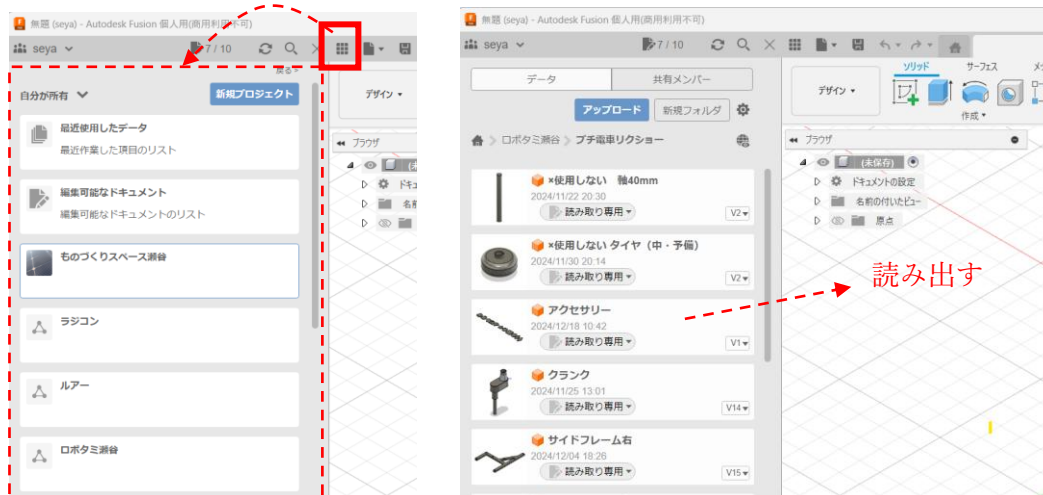 無題 (seya) - Autodesk Fusion 個人用(商用利用不可)
seya
7 / 10
戻る
自分が所有
新規プロジェクト
最近使用したデータ
最近作業した項目のリスト
編集可能なドキュメント
編集可能なドキュメントのリスト
ものづくりスペース瀬谷
ラジコン
ルアー
ロボタミ瀬谷
デザイン
ブラウザ
無題 (seya) - Autodesk Fusion 個人用(商用利用不可)
seya
7 / 10
データ
共有メンバー
アップロード
新規フォルダ
ロボタミ瀬谷 > プチ電車リクショー
×使用しない 軸40mm
2024/11/22 20:30
読み取り専用
V2
×使用しない タイヤ（中・予備）
2024/11/30 20:14
読み取り専用
V2
アクセサリー
2024/12/18 10:42
読み取り専用
V1
クランク
2024/11/25 13:01
読み取り専用
V14
サイドフレーム右
2024/12/04 18:26
読み取り専用
V15
デザイン
ソリッド
サーフェス
作成
ブラウザ
(未保存)
ドキュメントの設定
名前の付いたビュー
原点
読み出す